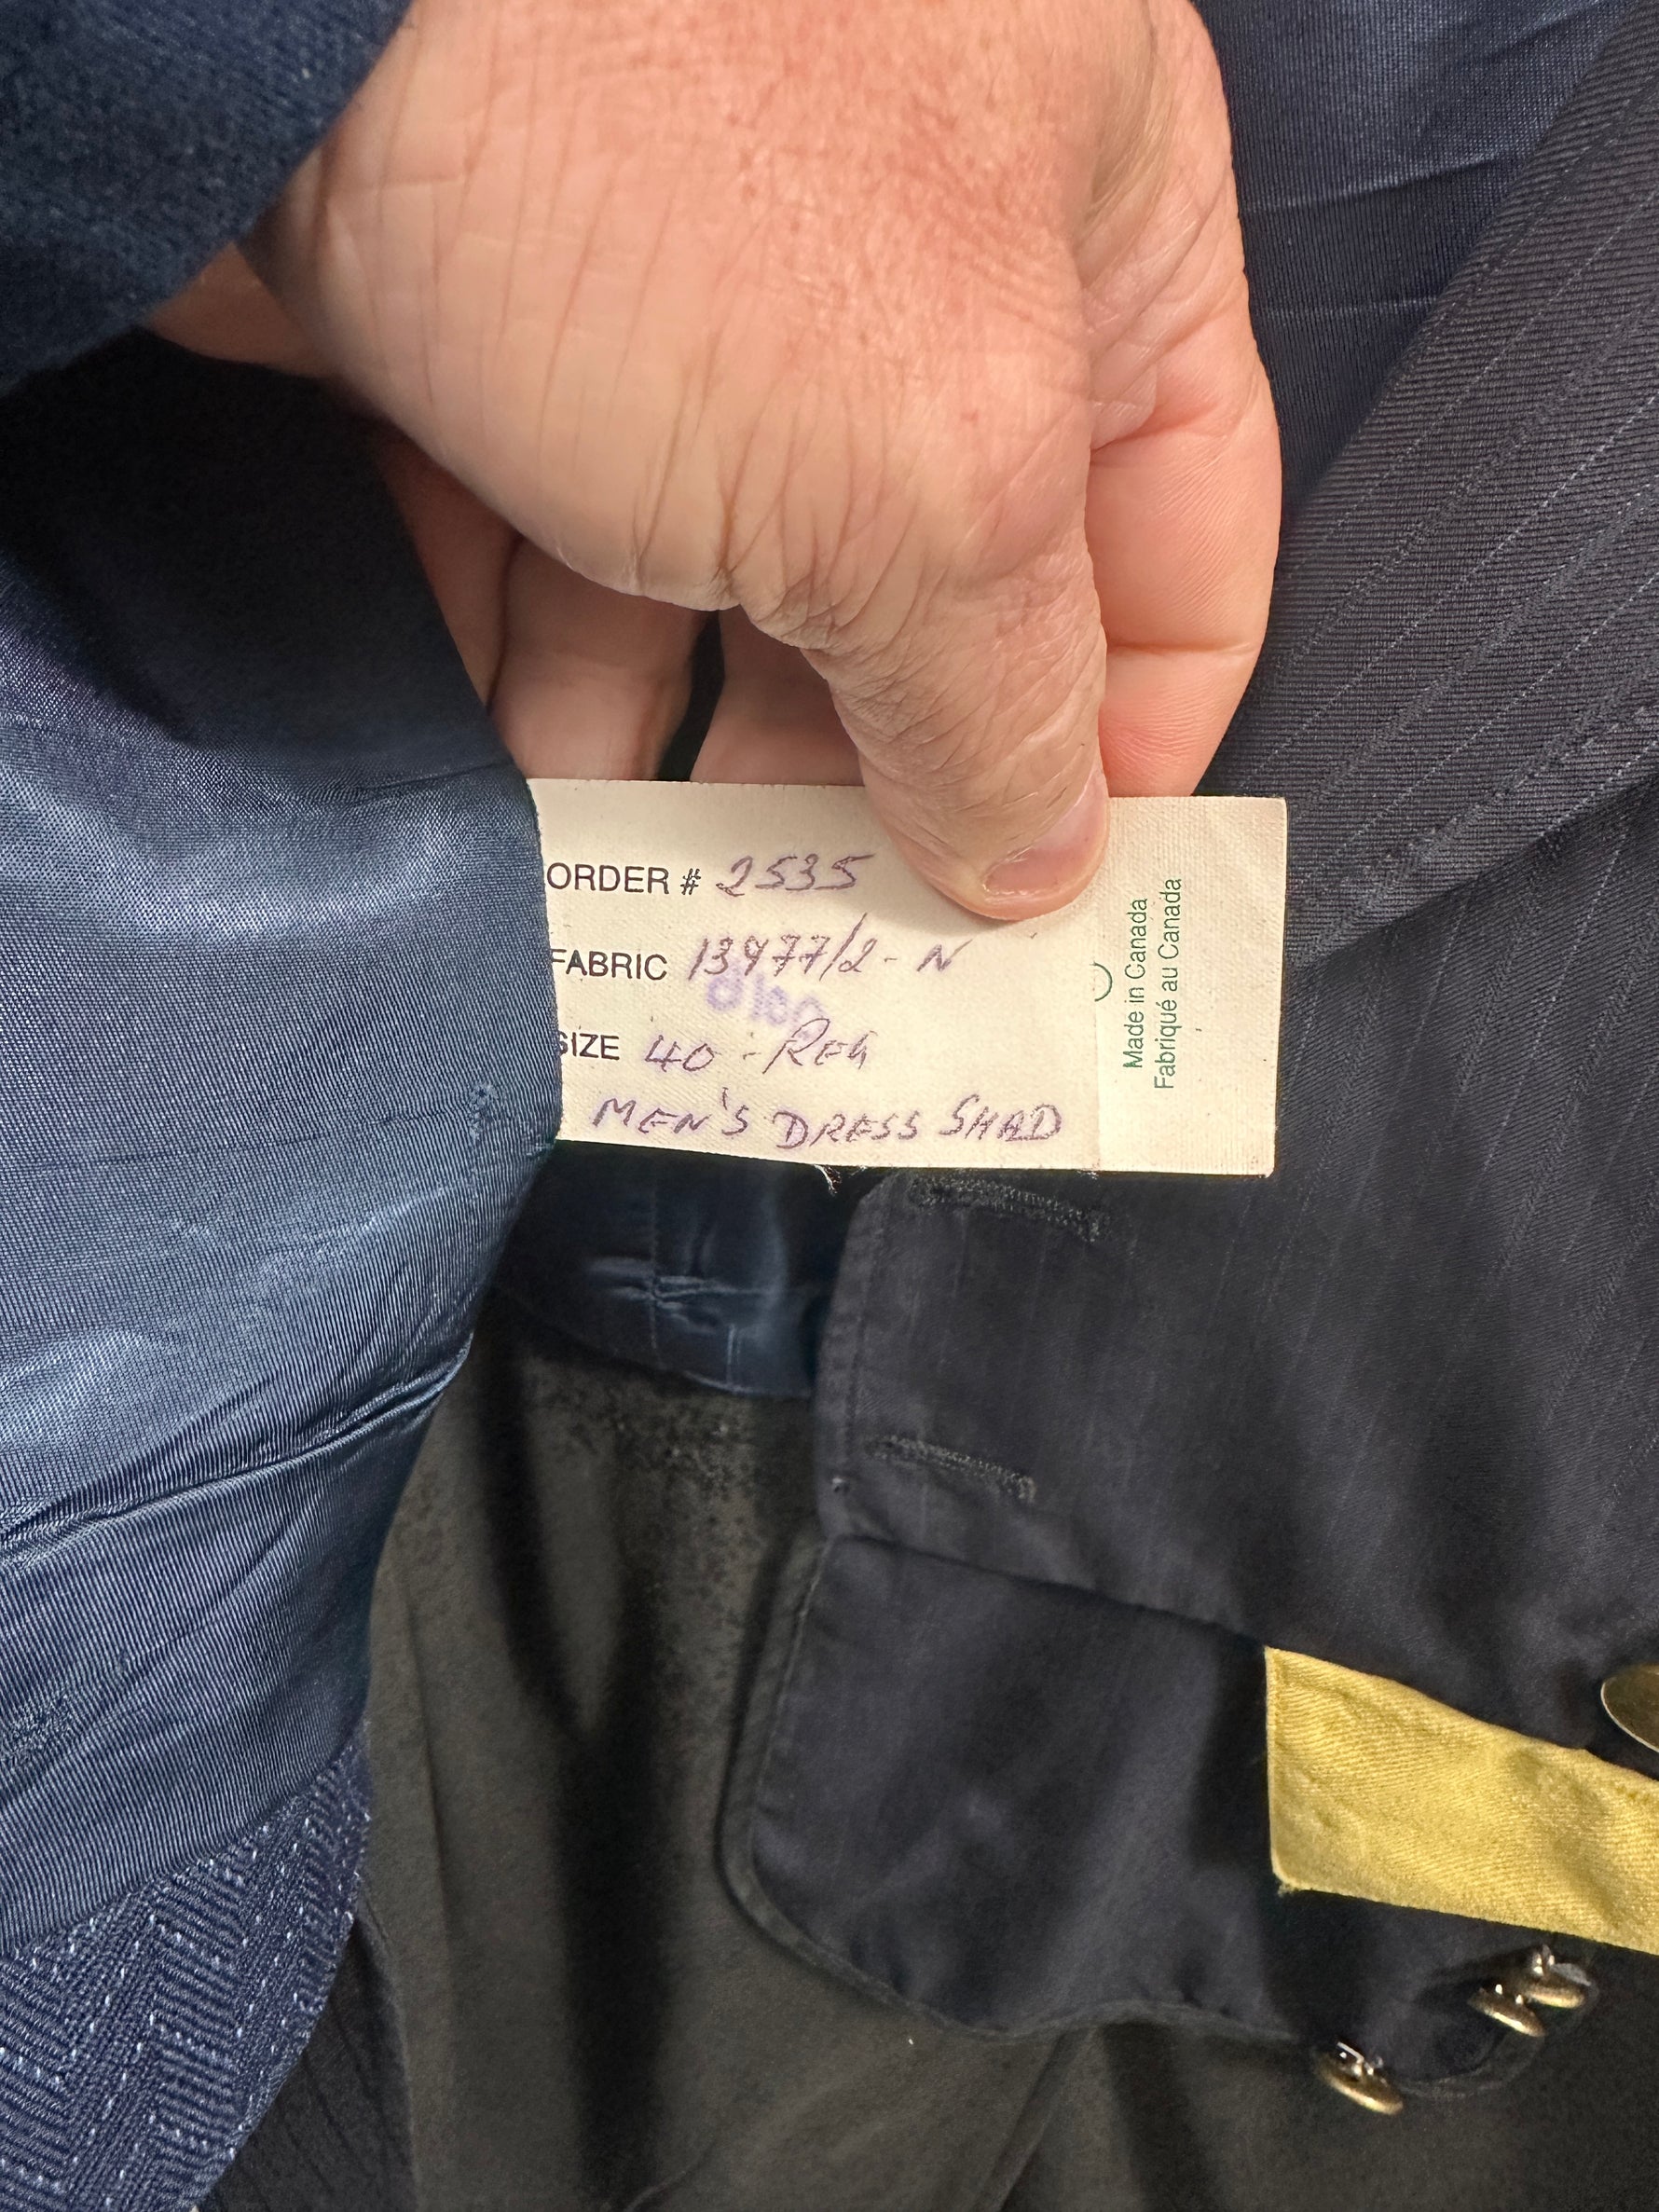 ORDER # 2535
FABRIC 13977/2-N
SIZE 40-REG
MEN'S DRESS SHAD
Made in Canada
Fabriqué au Canada